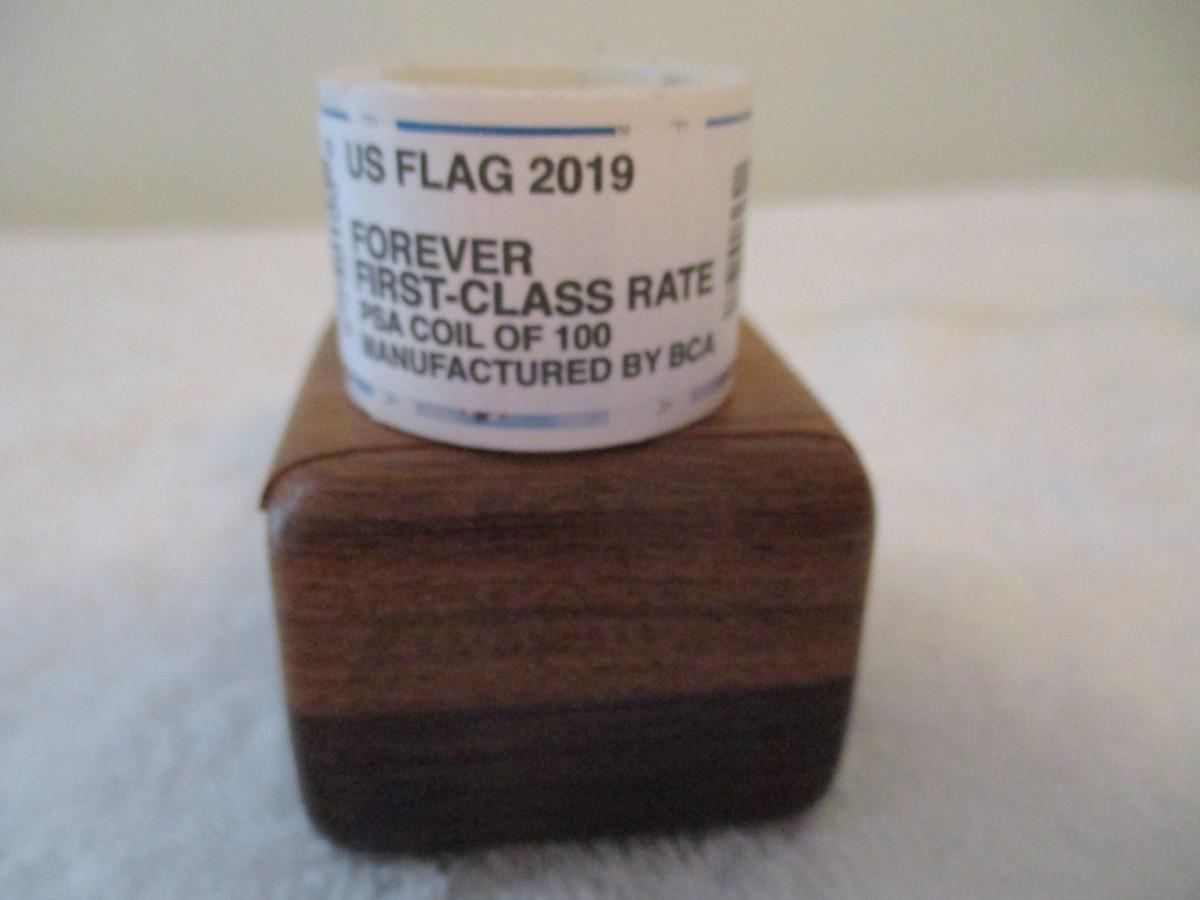 US FLAG 2019
FOREVER
FIRST-CLASS RATE
PSA COIL OF 100
MANUFACTURED BY BCA